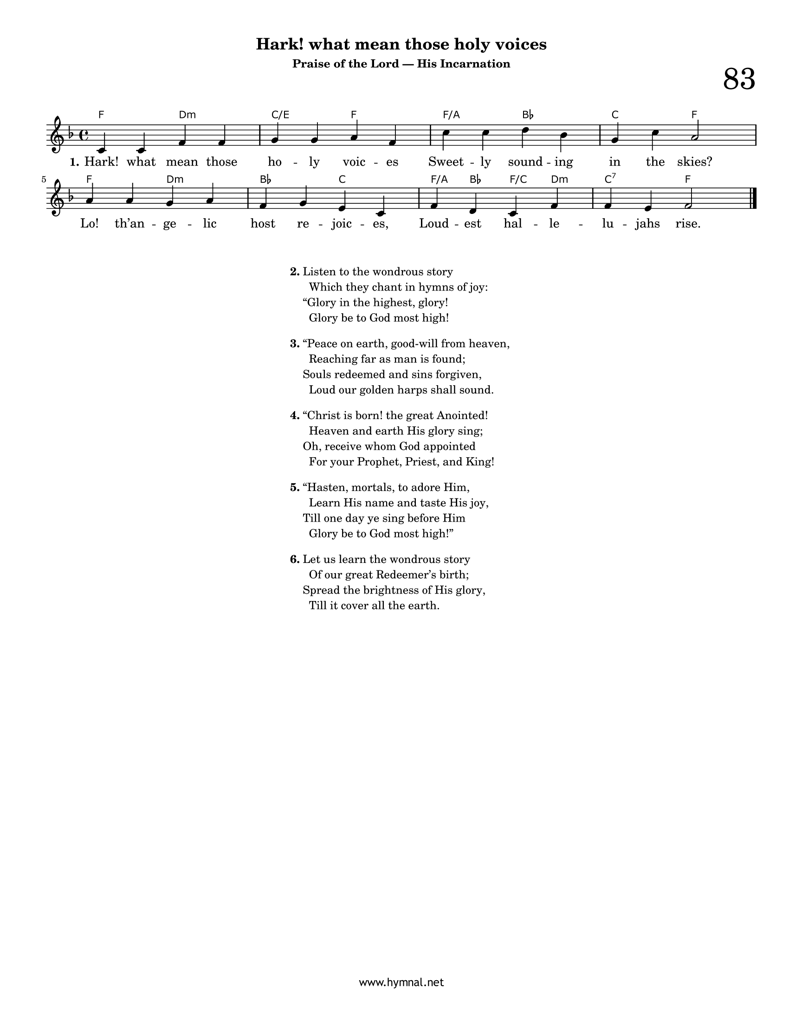 Hark! what mean those holy voices
Praise of the Lord — His Incarnation
83
F Dm C/E F F/A B♭ C F
1. Hark! what mean those ho - ly voic - es Sweet - ly sound - ing in the skies?
5
F Dm B♭ C F/A B♭ F/C Dm C7 F
Lo! th'an - ge - lic host re - joic - es, Loud - est hal - le - lu - jahs rise.
2. Listen to the wondrous story
Which they chant in hymns of joy:
“Glory in the highest, glory!
Glory be to God most high!
3. “Peace on earth, good-will from heaven,
Reaching far as man is found;
Souls redeemed and sins forgiven,
Loud our golden harps shall sound.
4. “Christ is born! the great Anointed!
Heaven and earth His glory sing;
Oh, receive whom God appointed
For your Prophet, Priest, and King!
5. “Hasten, mortals, to adore Him,
Learn His name and taste His joy,
Till one day ye sing before Him
Glory be to God most high!”
6. Let us learn the wondrous story
Of our great Redeemer’s birth;
Spread the brightness of His glory,
Till it cover all the earth.
www.hymnal.net